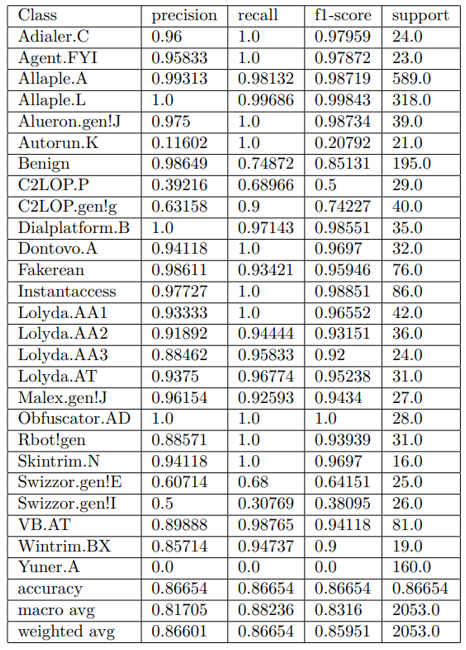 Class precision recall f1-score support
Adialer.C 0.96 1.0 0.97959 24.0
Agent.FYI 0.95833 1.0 0.97872 23.0
Allaple.A 0.99313 0.98132 0.98719 589.0
Allaple.L 1.0 0.99686 0.99843 318.0
Alueron.gen!J 0.975 1.0 0.98734 39.0
Autorun.K 0.11602 1.0 0.20792 21.0
Benign 0.98649 0.74872 0.85131 195.0
C2LOP.P 0.39216 0.68966 0.5 29.0
C2LOP.gen!g 0.63158 0.9 0.74227 40.0
Dialplatform.B 1.0 0.97143 0.98551 35.0
Dontovo.A 0.94118 1.0 0.9697 32.0
Fakerean 0.98611 0.93421 0.95946 76.0
Instantaccess 0.97727 1.0 0.98851 86.0
Lolyda.AA1 0.93333 1.0 0.96552 42.0
Lolyda.AA2 0.91892 0.94444 0.93151 36.0
Lolyda.AA3 0.88462 0.95833 0.92 24.0
Lolyda.AT 0.9375 0.96774 0.95238 31.0
Malex.gen!J 0.96154 0.92593 0.9434 27.0
Obfuscator.AD 1.0 1.0 1.0 28.0
Rbot!gen 0.88571 1.0 0.93939 31.0
Skintrim.N 0.94118 1.0 0.9697 16.0
Swizzor.gen!E 0.60714 0.68 0.64151 25.0
Swizzor.gen!I 0.5 0.30769 0.38095 26.0
VB.AT 0.89888 0.98765 0.94118 81.0
Wintrim.BX 0.85714 0.94737 0.9 19.0
Yuner.A 0.0 0.0 0.0 160.0
accuracy 0.86654 0.86654 0.86654 0.86654
macro avg 0.81705 0.88236 0.8316 2053.0
weighted avg 0.86601 0.86654 0.85951 2053.0